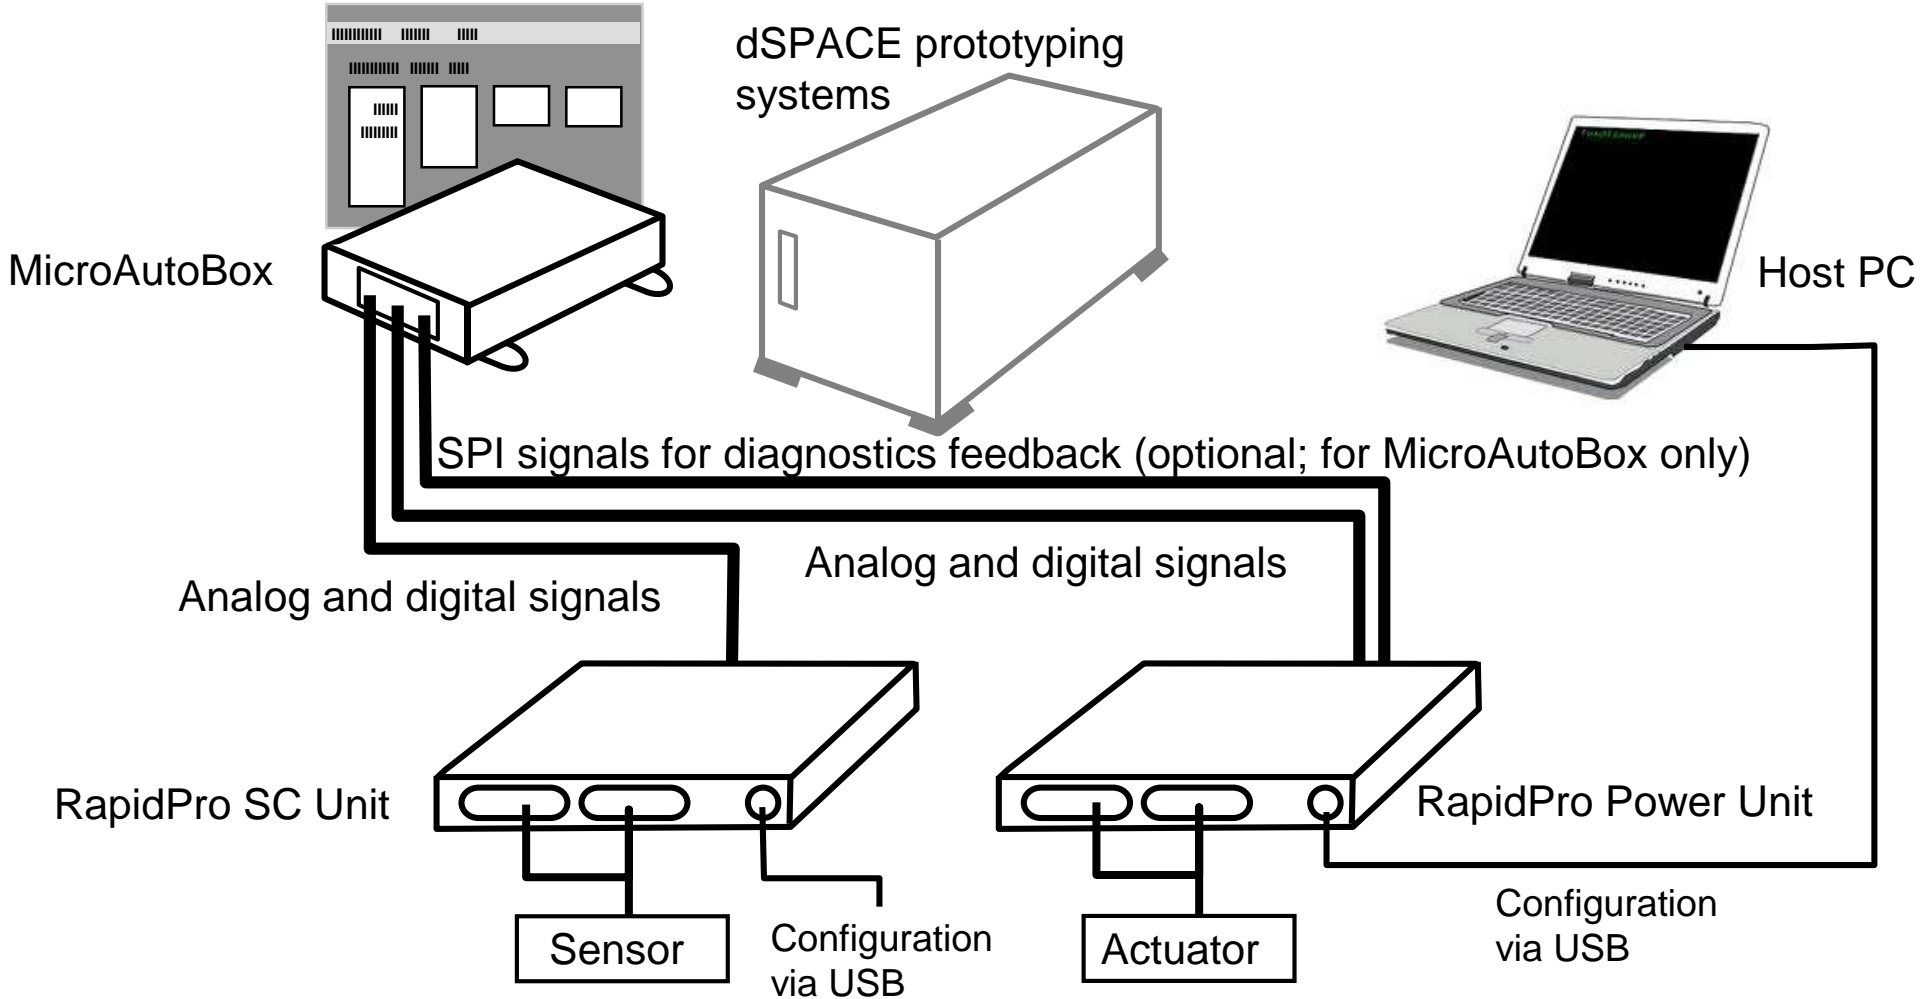 dSPACE prototyping
systems
MicroAutoBox
Host PC
SPI signals for diagnostics feedback (optional; for MicroAutoBox only)
Analog and digital signals
Analog and digital signals
RapidPro SC Unit
RapidPro Power Unit
Configuration
via USB
Sensor
Configuration
via USB
Actuator